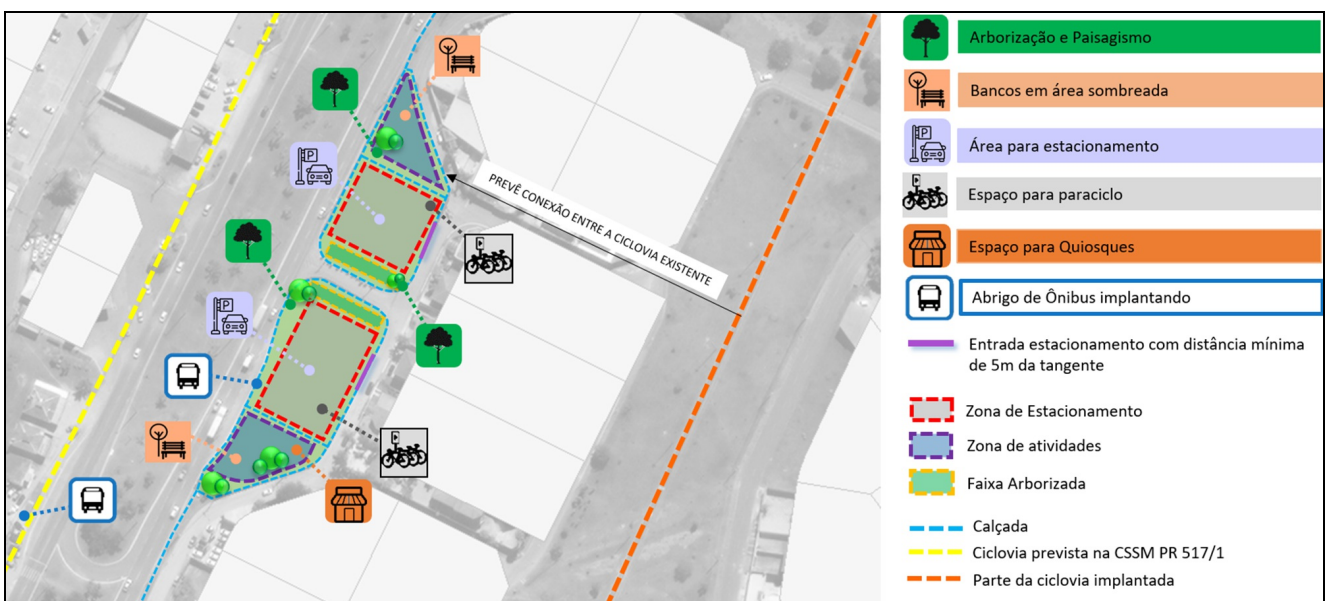 PREVÊ CONEXÃO ENTRE A CICLOVIA EXISTENTE
P
P
Arborização e Paisagismo
Bancos em área sombreada
P
Área para estacionamento
Espaço para paraciclo
Espaço para Quiosques
Abrigo de Ônibus implantando
Entrada estacionamento com distância mínima
de 5m da tangente
Zona de Estacionamento
Zona de atividades
Faixa Arborizada
Calçada
Ciclovia prevista na CSSM PR 517/1
Parte da ciclovia implantada